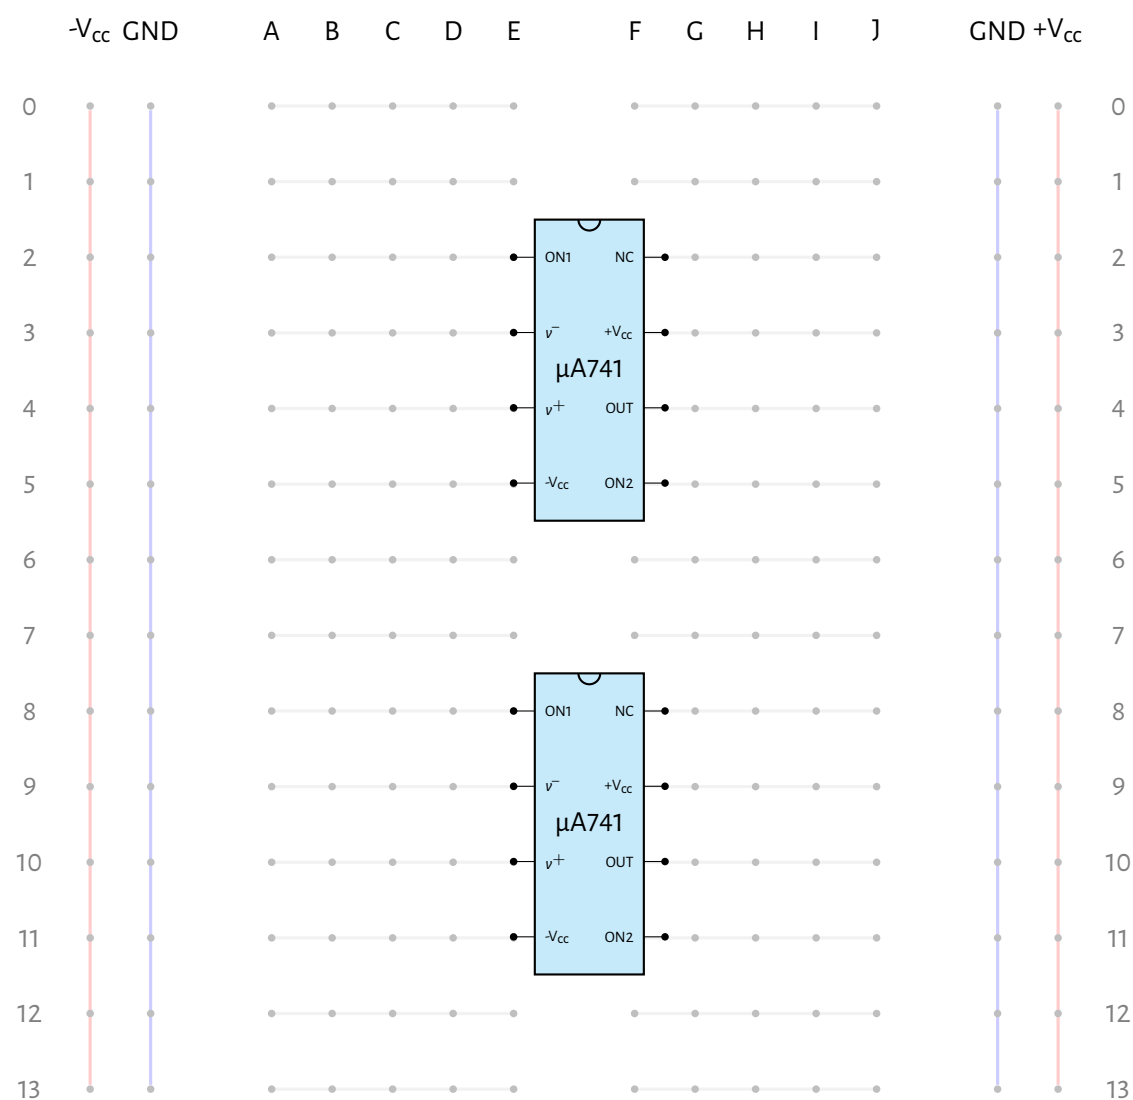 -Vcc GND A B C D E F G H I J GND +Vcc
0 0
1 1
2 ON1 NC 2
3 v− +Vcc 3
µA741
4 v+ OUT 4
5 -Vcc ON2 5
6 6
7 7
8 ON1 NC 8
9 v− +Vcc 9
µA741
10 v+ OUT 10
11 -Vcc ON2 11
12 12
13 13